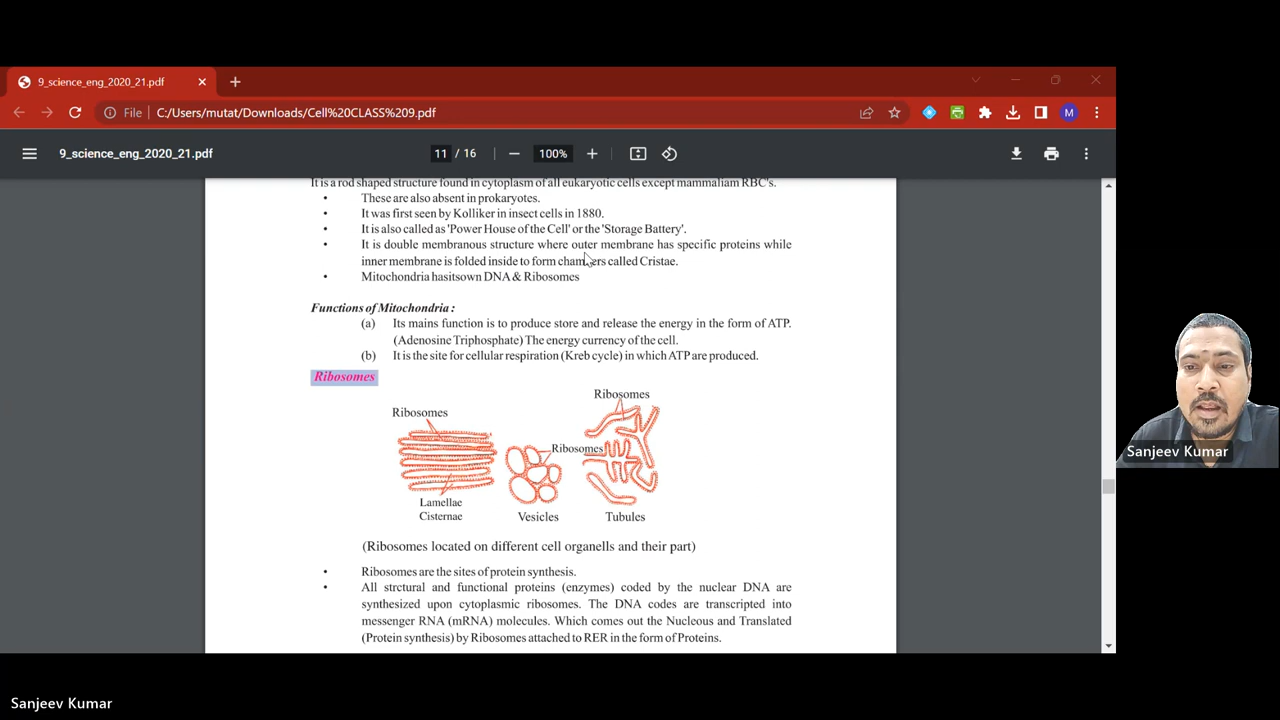 9_science_eng_2020_21.pdf
File C:/Users/mutat/Downloads/Cell%20CLASS%209.pdf
M
9_science_eng_2020_21.pdf
11 / 16
100%
It is a rod shaped structure found in cytoplasm of all eukaryotic cells except mammaliam RBC's.
• These are also absent in prokaryotes.
• It was first seen by Kolliker in insect cells in 1880.
• It is also called as 'Power House of the Cell' or the 'Storage Battery'.
• It is double membranous structure where outer membrane has specific proteins while
inner membrane is folded inside to form chambers called Cristae.
• Mitochondria hasitsown DNA & Ribosomes
Functions of Mitochondria :
(a) Its mains function is to produce store and release the energy in the form of ATP.
(Adenosine Triphosphate) The energy currency of the cell.
(b) It is the site for cellular respiration (Kreb cycle) in which ATP are produced.
Ribosomes
Ribosomes
Ribosomes
Ribosomes
Lamellae
Cisternae
Vesicles
Tubules
(Ribosomes located on different cell organells and their part)
• Ribosomes are the sites of protein synthesis.
• All strctural and functional proteins (enzymes) coded by the nuclear DNA are
synthesized upon cytoplasmic ribosomes. The DNA codes are transcripted into
messenger RNA (mRNA) molecules. Which comes out the Nucleous and Translated
(Protein synthesis) by Ribosomes attached to RER in the form of Proteins.
Sanjeev Kumar
Sanjeev Kumar